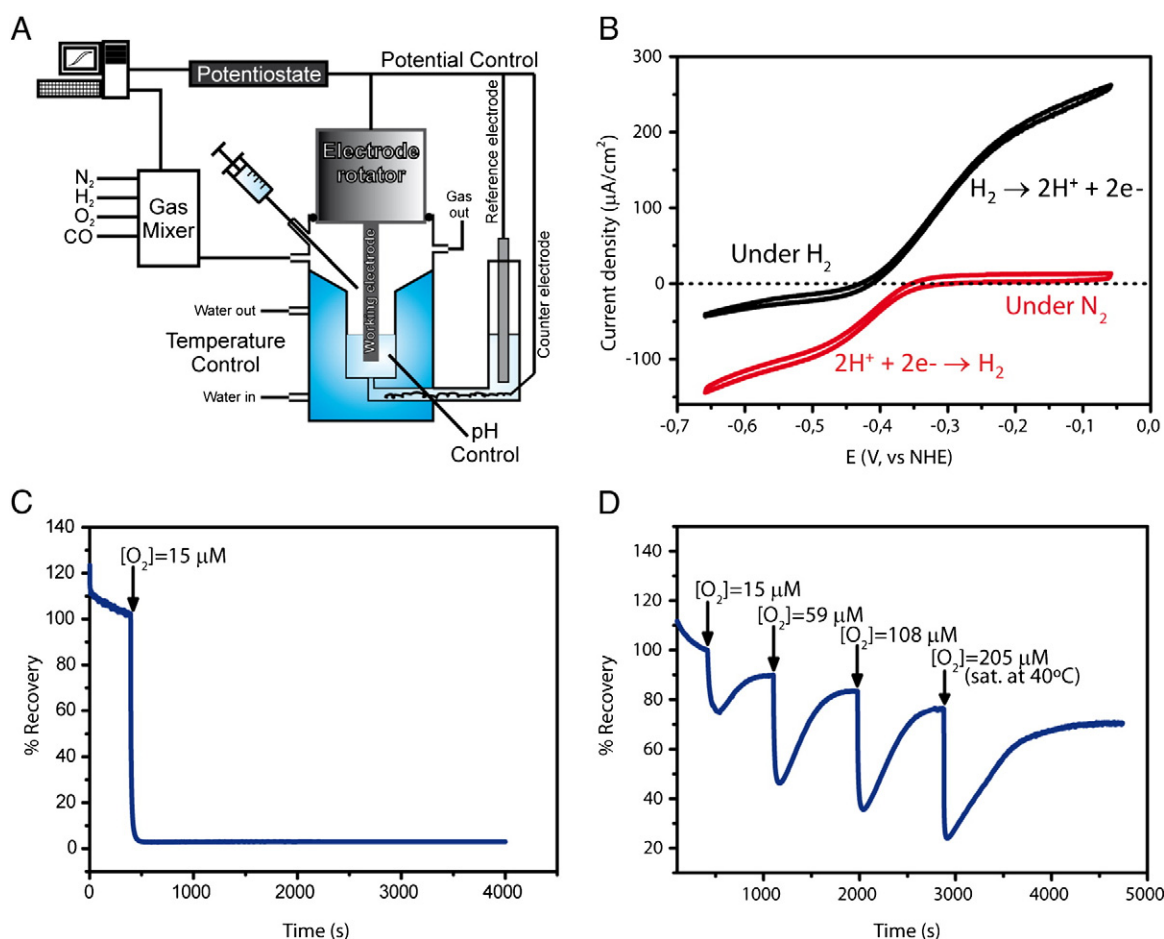 A
Potentiostate
Potential Control
Electrode
rotator
Reference electrode
Counter electrode
Working electrode
N₂
H₂
O₂
CO
Gas
Mixer
Gas
out
Water out
Temperature
Control
Water in
pH
Control
B
Current density (µA/cm²)
300
200
100
0
-100
H₂ → 2H⁺ + 2e-
Under H₂
Under N₂
2H⁺ + 2e- → H₂
-0,7 -0,6 -0,5 -0,4 -0,3 -0,2 -0,1 0,0
E (V, vs NHE)
C
% Recovery
140
120
100
80
60
40
20
0
[O₂]=15 µM
0 1000 2000 3000 4000
Time (s)
D
% Recovery
140
120
100
80
60
40
20
[O₂]=15 µM
[O₂]=59 µM
[O₂]=108 µM
[O₂]=205 µM
(sat. at 40ºC)
1000 2000 3000 4000 5000
Time (s)